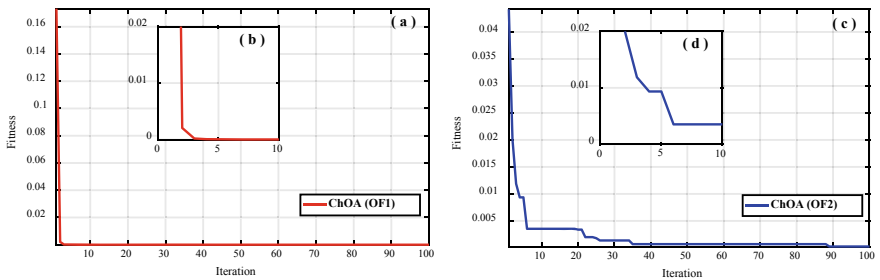 0.16
0.14
0.12
0.1
0.08
0.06
0.04
0.02
Fitness
10 20 30 40 50 60 70 80 90 100
Iteration
( a )
0.02
0.01
0
0 5 10
( b )
ChOA (OF1)
0.04
0.035
0.03
0.025
0.02
0.015
0.01
0.005
Fitness
10 20 30 40 50 60 70 80 90 100
Iteration
( c )
0.02
0.01
0
0 5 10
( d )
ChOA (OF2)